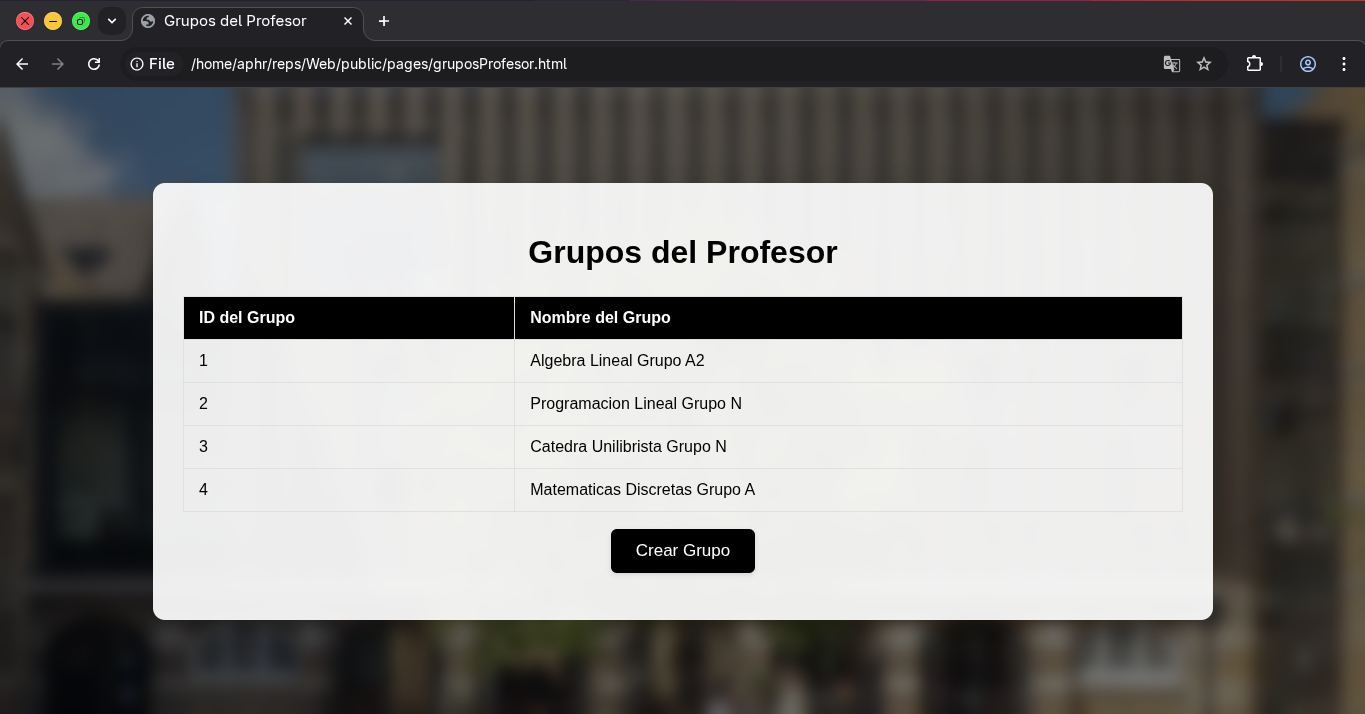 Grupos del Profesor
File /home/aphr/reps/Web/public/pages/gruposProfesor.html
Grupos del Profesor
ID del Grupo Nombre del Grupo
1 Algebra Lineal Grupo A2
2 Programacion Lineal Grupo N
3 Catedra Unilibrista Grupo N
4 Matematicas Discretas Grupo A
Crear Grupo